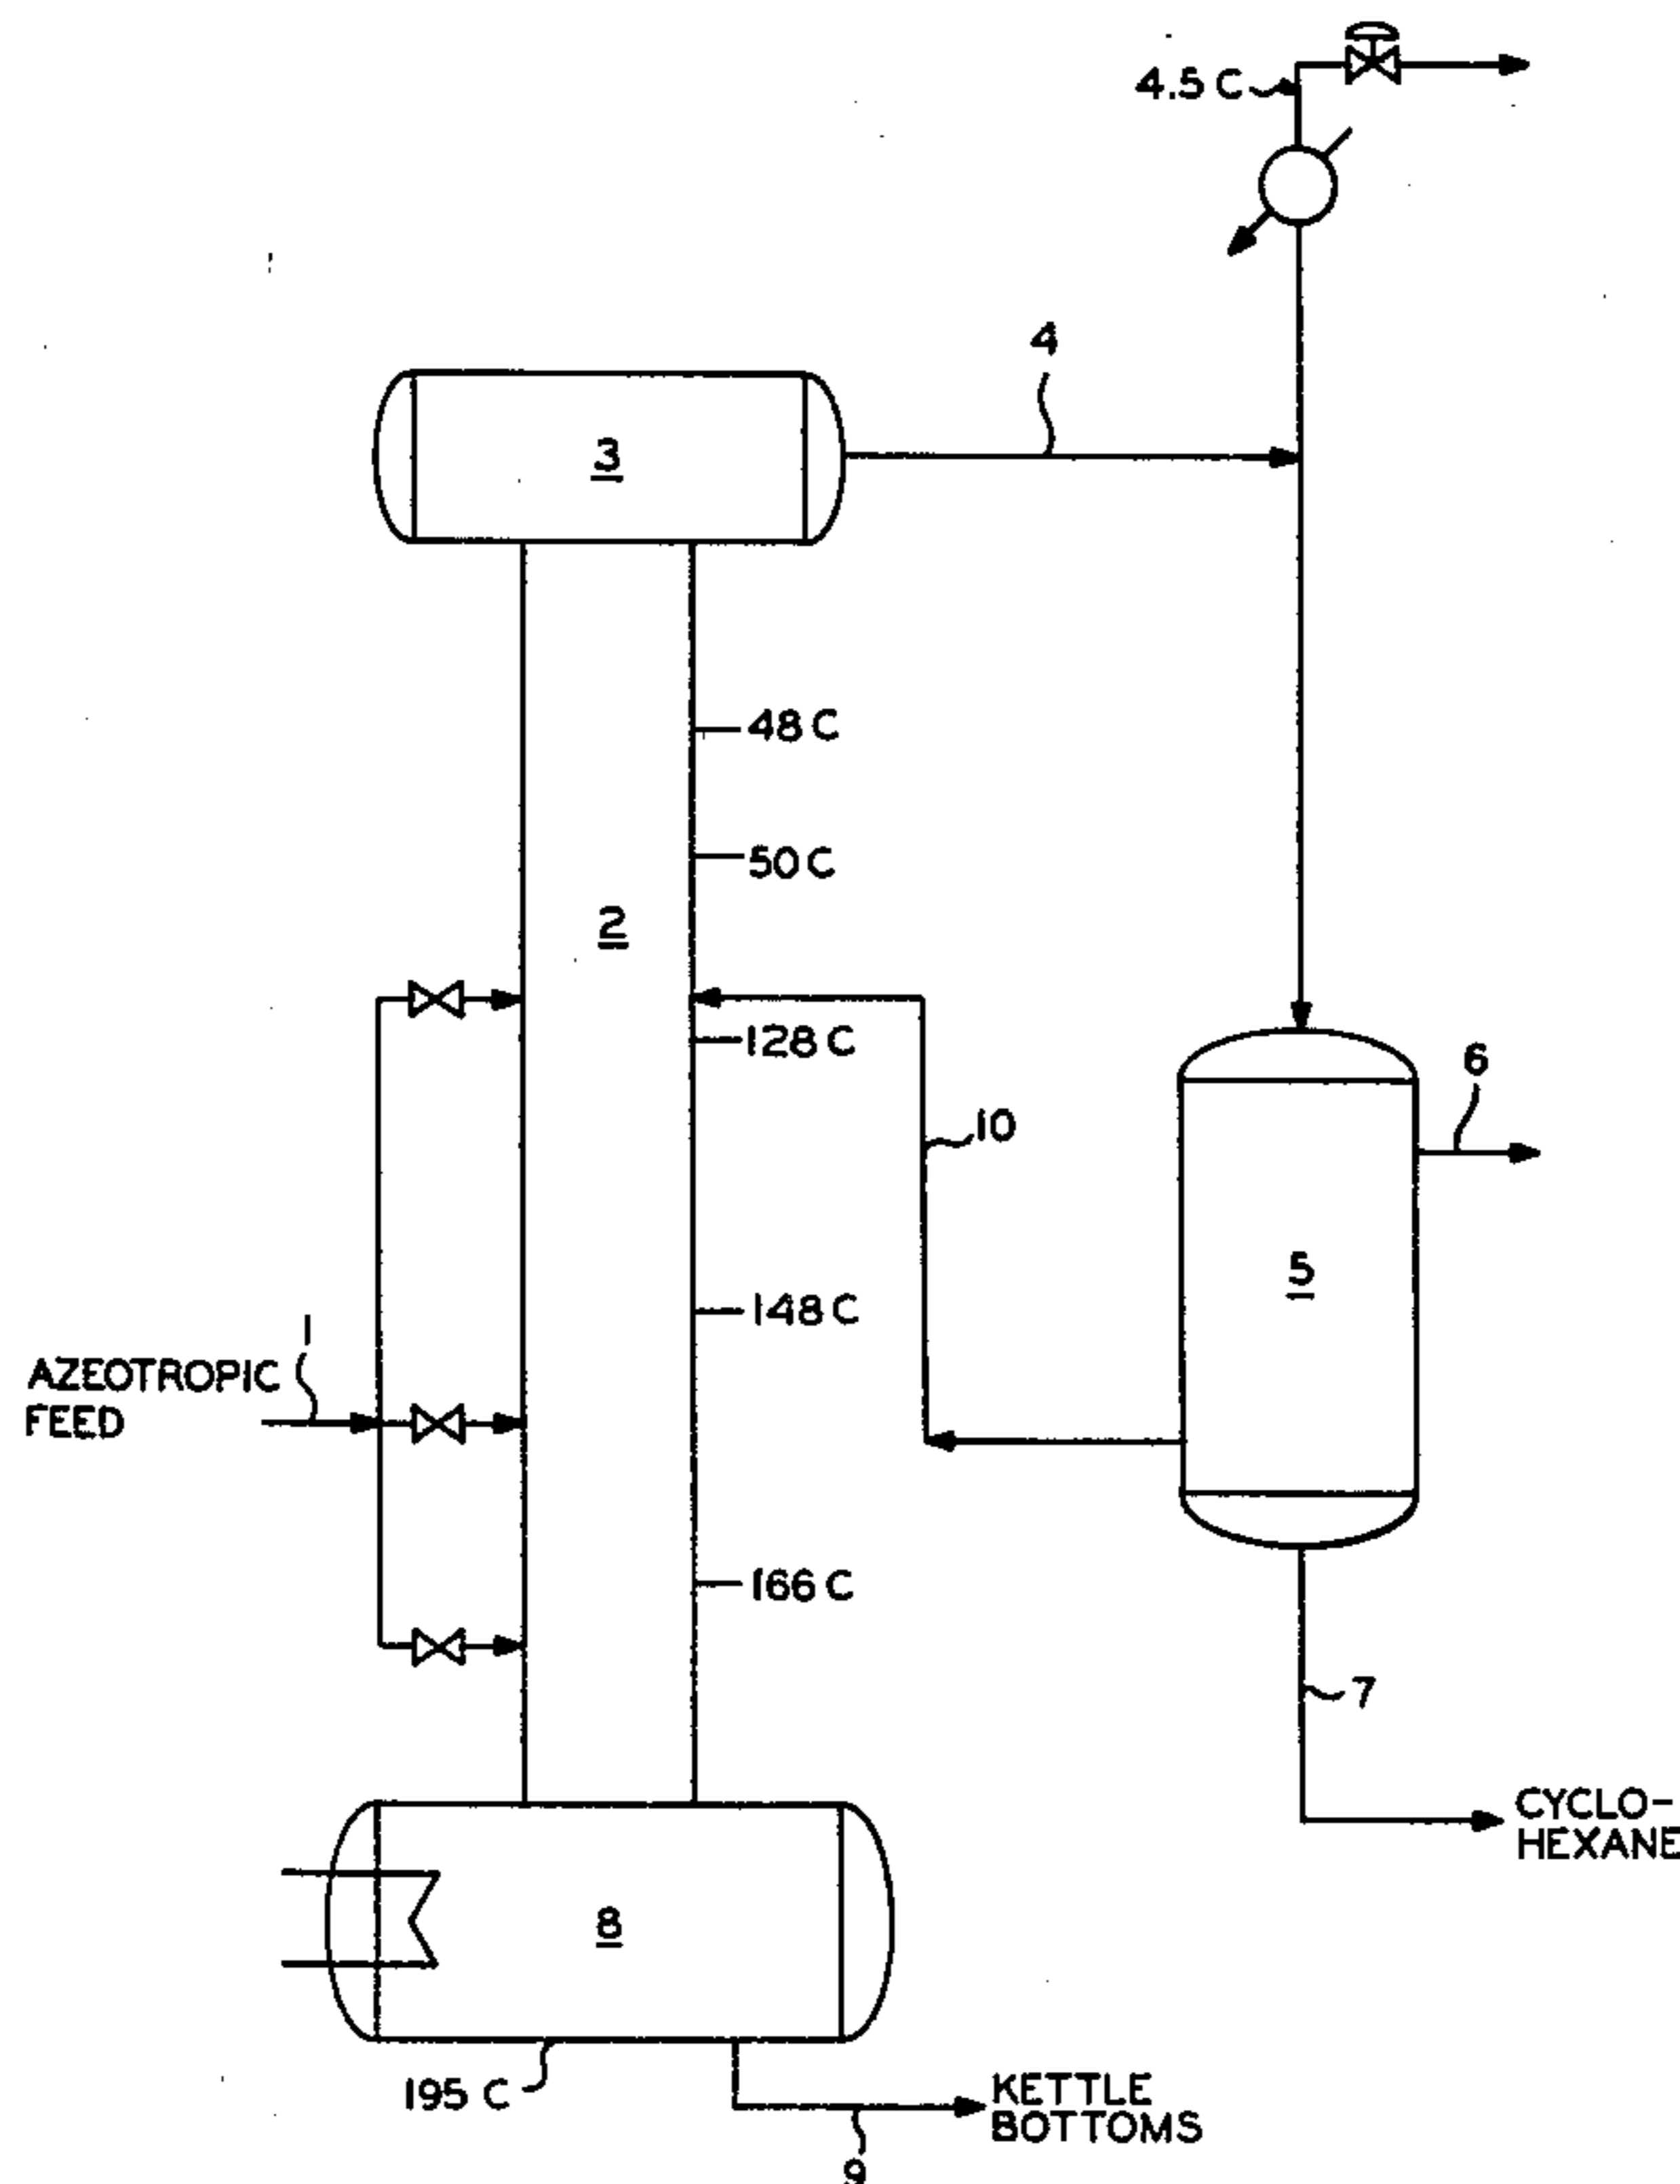 4.5 C
4
3
48 C
50 C
2
128 C
6
10
5
148 C
1
AZEOTROPIC
FEED
166 C
7
CYCLO-
HEXANE
8
195 C
KETTLE
BOTTOMS
9